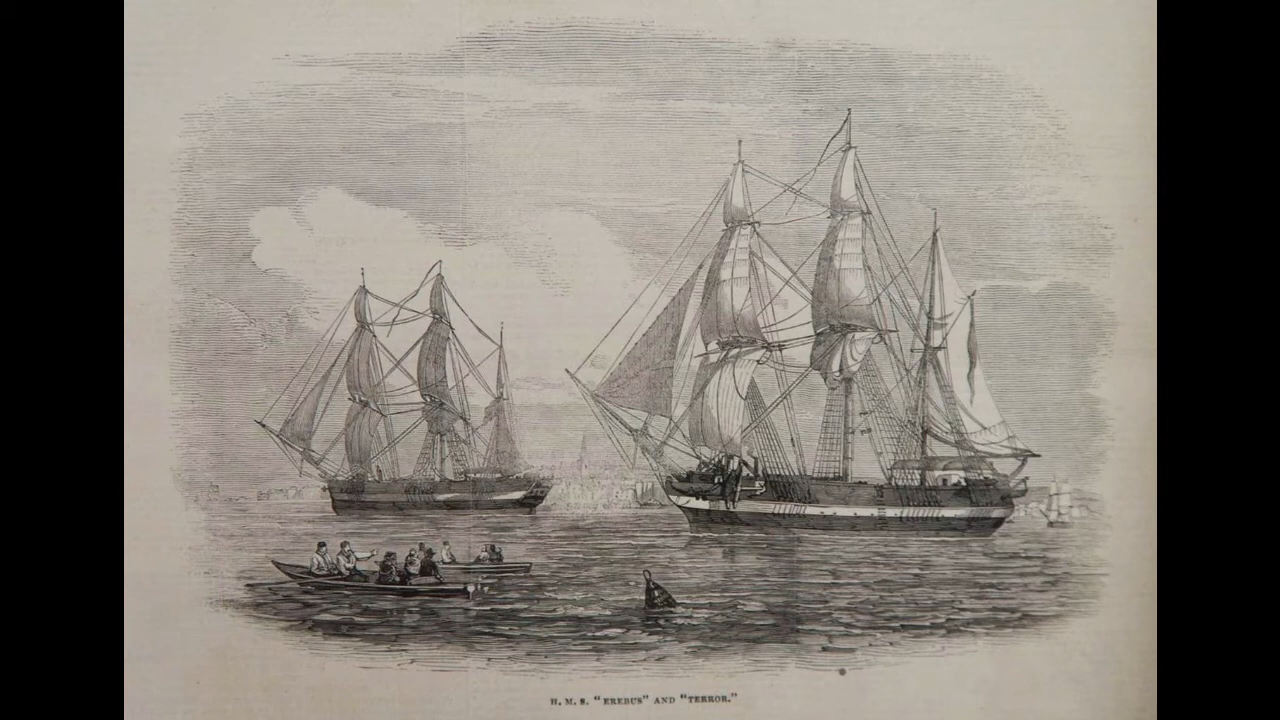 H. M. S. "EREBUS" AND "TERROR."